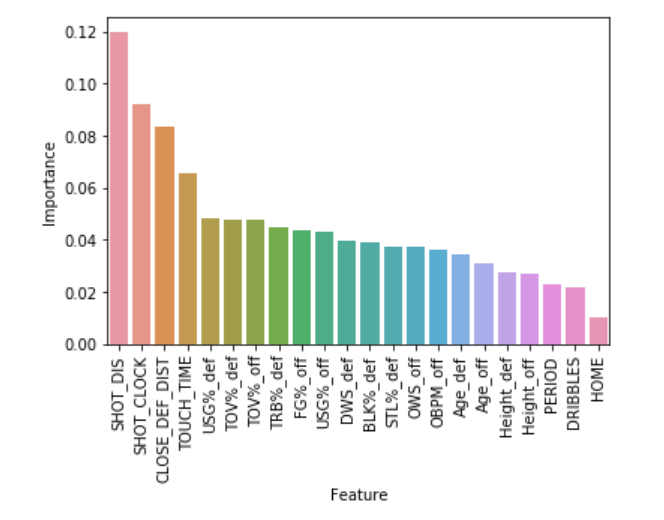 0.12
0.10
0.08
0.06
0.04
0.02
0.00
Importance
SHOT_DIS
SHOT_CLOCK
CLOSE_DEF_DIST
TOUCH_TIME
USG%_def
TOV%_def
TOV%_off
TRB%_def
FG%_off
USG%_off
DWS_def
BLK%_def
STL%_def
OWS_off
OBPM_off
Age_def
Age_off
Height_def
Height_off
PERIOD
DRIBBLES
HOME
Feature